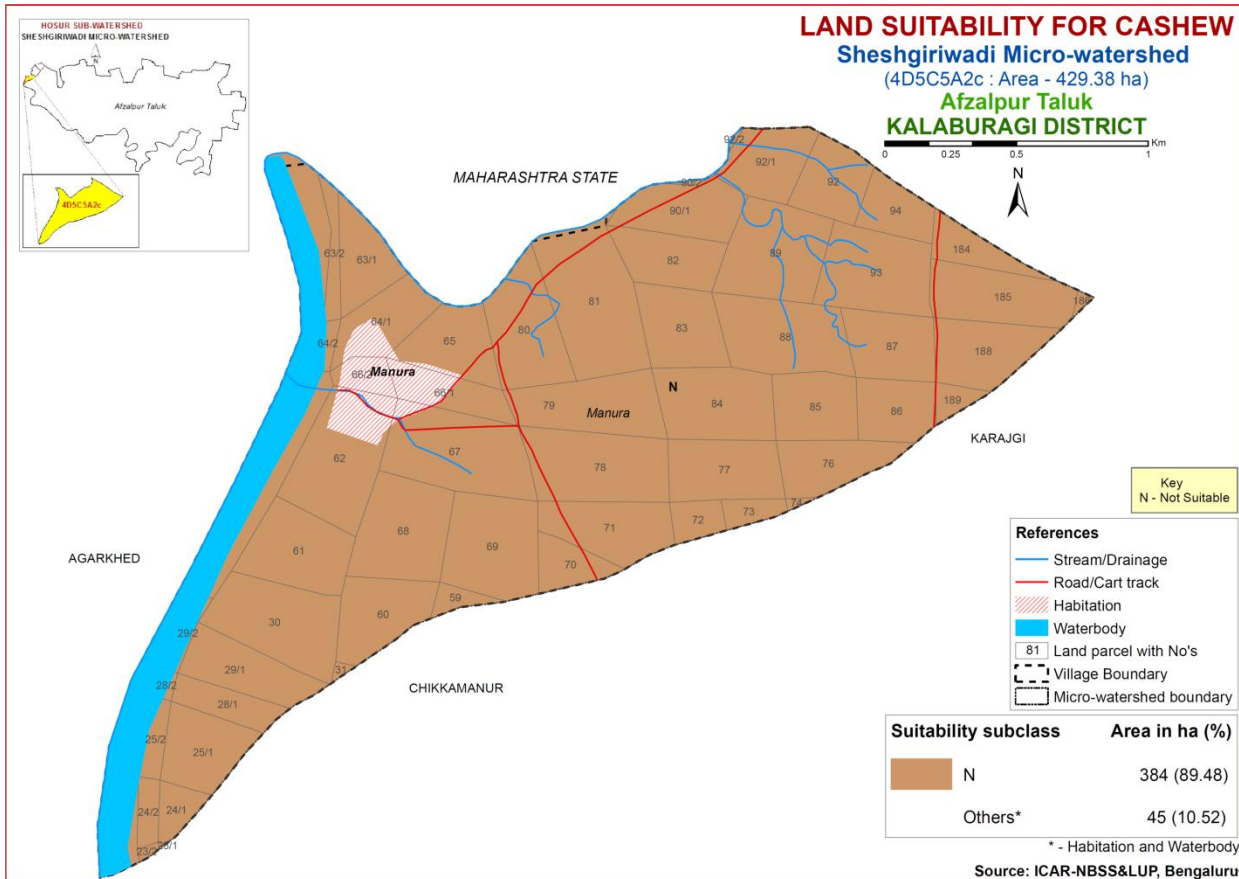 HOSUR SUB-WATERSHED
SHESHGIRIWADI MICRO-WATERSHED
N
Afzalpur Taluk
4D5C5A2c
LAND SUITABILITY FOR CASHEW
Sheshgiriwadi Micro-watershed
(4D5C5A2c : Area - 429.38 ha)
Afzalpur Taluk
KALABURAGI DISTRICT
0 0.25 0.5 1 Km
N
MAHARASHTRA STATE
92/2
92/1
92
90/2
90/1
94
184
63/2
63/1
82
89
93
185
186
64/1
64/2
65
80
81
83
88
87
188
66/2
Manura
66/1
79
Manura
N
84
85
86
189
KARAJGI
62
67
78
77
76
74
73
72
71
AGARKHED
61
68
69
70
59
60
30
29/2
29/1
31
CHIKKAMANUR
28/2
28/1
25/2
25/1
24/2
24/1
23/2
Key
N - Not Suitable
References
Stream/Drainage
Road/Cart track
Habitation
Waterbody
81 Land parcel with No's
Village Boundary
Micro-watershed boundary
Suitability subclass Area in ha (%)
N 384 (89.48)
Others* 45 (10.52)
* - Habitation and Waterbody
Source: ICAR-NBSS&LUP, Bengaluru